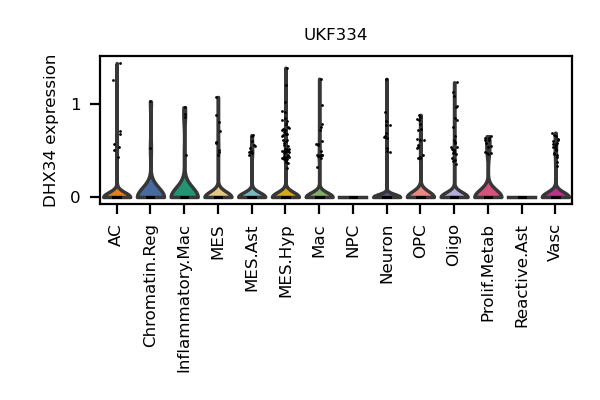 UKF334
DHX34 expression
1
0
AC
Chromatin.Reg
Inflammatory.Mac
MES
MES.Ast
MES.Hyp
Mac
NPC
Neuron
OPC
Oligo
Prolif.Metab
Reactive.Ast
Vasc